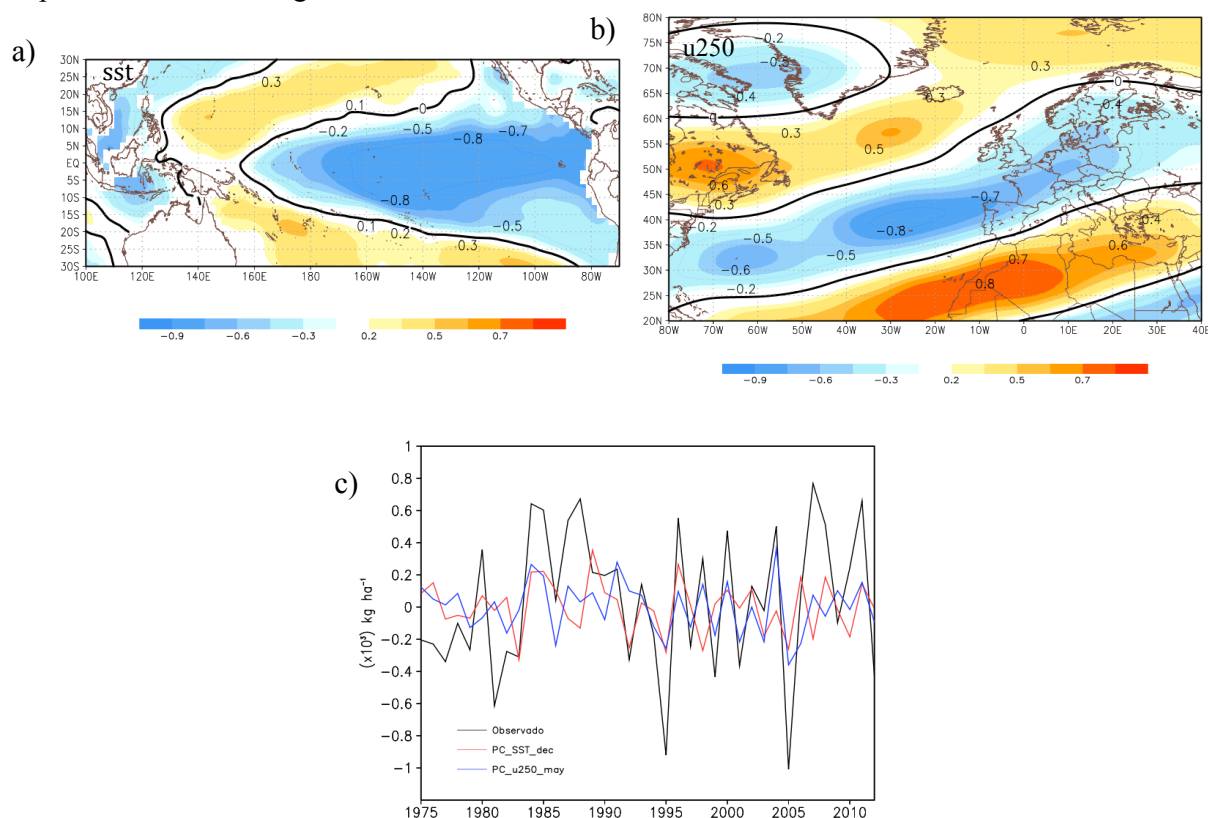 a)
sst
30N
25N
20N
15N
10N
5N
EQ
5S
10S
15S
20S
25S
30S
0.3
0.1
0
−0.2
−0.5
−0.7
−0.8
−0.8
−0.5
0.1
0.2
0.3
100E 120E 140E 160E 180 160W 140W 120W 100W 80W
−0.9 −0.6 −0.3 0.2 0.5 0.7
b)
u250
80N
75N
70N
65N
60N
55N
50N
45N
40N
35N
30N
25N
20N
−0.2
−0.3
−0.4
0.3
0
0.3
0.4
0.3
0.5
0.6
0.3
−0.7
−0.2
−0.8
−0.5
−0.6
−0.2
0.4
0.6
0.7
0.8
80W 70W 60W 50W 40W 30W 20W 10W 0 10E 20E 30E 40E
−0.9 −0.6 −0.3 0.2 0.5 0.7
c)
(x10³) kg ha⁻¹
1
0.8
0.6
0.4
0.2
0
−0.2
−0.4
−0.6
−0.8
−1
Observado
PC_SST_dec
PC_u250_may
1975 1980 1985 1990 1995 2000 2005 2010